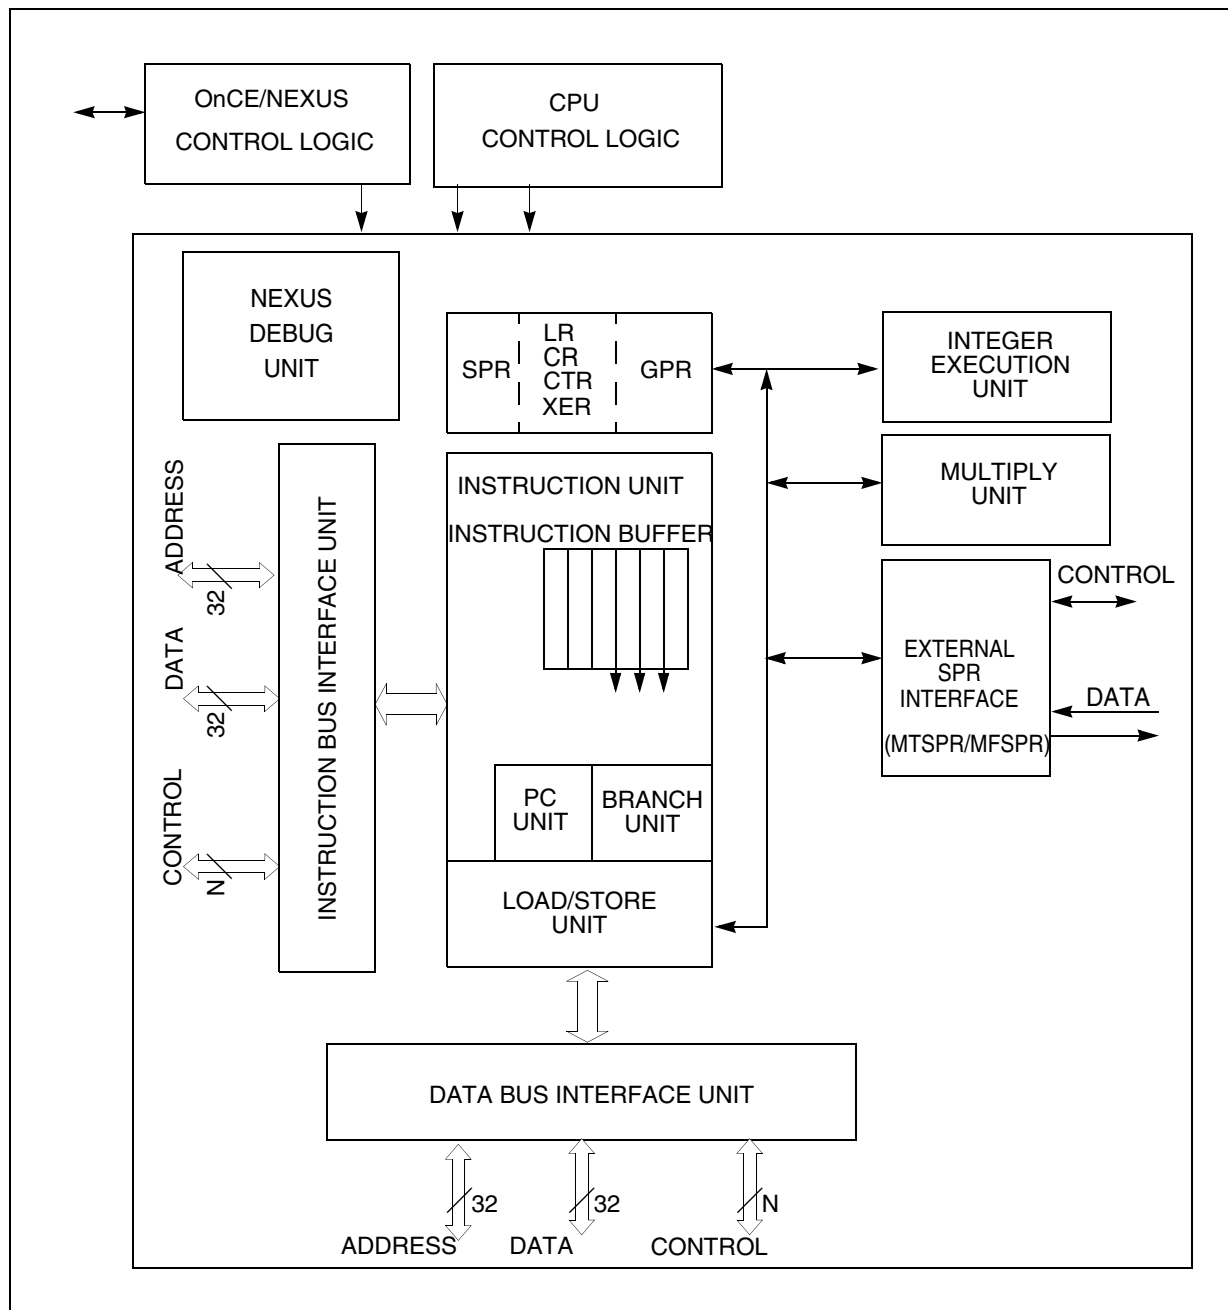 OnCE/NEXUS
CONTROL LOGIC
CPU
CONTROL LOGIC
NEXUS
DEBUG
UNIT
SPR
LR
CR
CTR
XER
GPR
INTEGER
EXECUTION
UNIT
MULTIPLY
UNIT
EXTERNAL
SPR
INTERFACE
(MTSPR/MFSPR)
CONTROL
DATA
INSTRUCTION UNIT
INSTRUCTION BUFFER
PC
UNIT
BRANCH
UNIT
LOAD/STORE
UNIT
INSTRUCTION BUS INTERFACE UNIT
ADDRESS
32
DATA
32
CONTROL
N
DATA BUS INTERFACE UNIT
32
32
N
ADDRESS
DATA
CONTROL